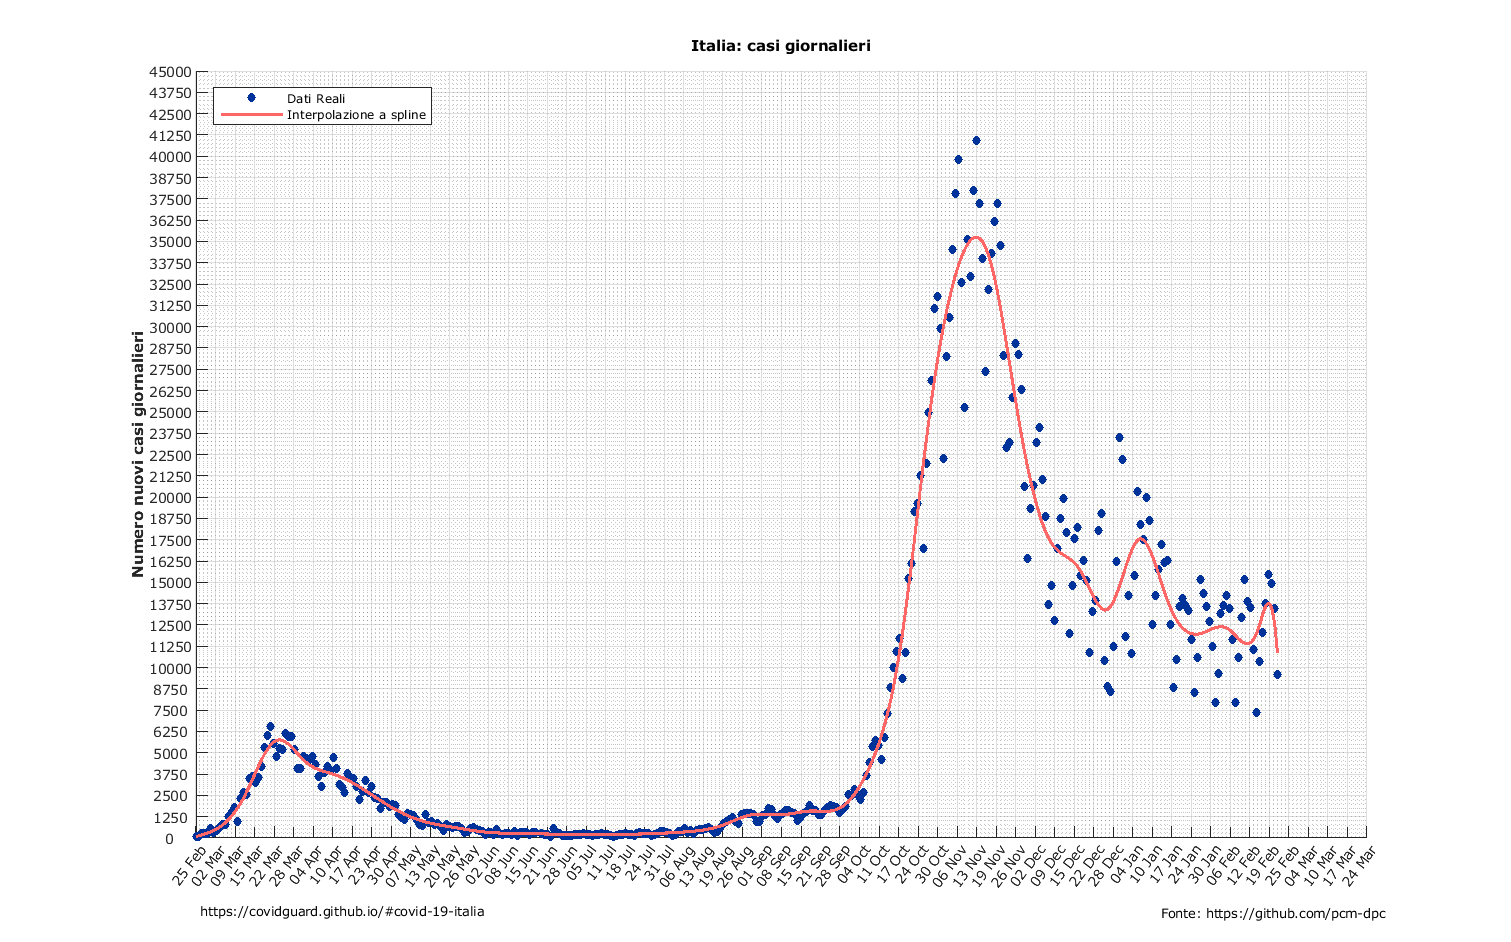 Italia: casi giornalieri
Dati Reali
Interpolazione a spline
Numero nuovi casi giornalieri
45000
43750
42500
41250
40000
38750
37500
36250
35000
33750
32500
31250
30000
28750
27500
26250
25000
23750
22500
21250
20000
18750
17500
16250
15000
13750
12500
11250
10000
8750
7500
6250
5000
3750
2500
1250
0
25 Feb
02 Mar
09 Mar
15 Mar
22 Mar
28 Mar
04 Apr
10 Apr
17 Apr
23 Apr
30 Apr
07 May
13 May
20 May
26 May
02 Jun
08 Jun
15 Jun
21 Jun
28 Jun
05 Jul
11 Jul
18 Jul
24 Jul
31 Jul
06 Aug
13 Aug
19 Aug
26 Aug
01 Sep
08 Sep
15 Sep
21 Sep
28 Sep
04 Oct
11 Oct
17 Oct
24 Oct
30 Oct
06 Nov
13 Nov
19 Nov
26 Nov
02 Dec
09 Dec
15 Dec
22 Dec
28 Dec
04 Jan
10 Jan
17 Jan
24 Jan
30 Jan
06 Feb
12 Feb
19 Feb
25 Feb
04 Mar
10 Mar
17 Mar
24 Mar
https://covidguard.github.io/#covid-19-italia
Fonte: https://github.com/pcm-dpc